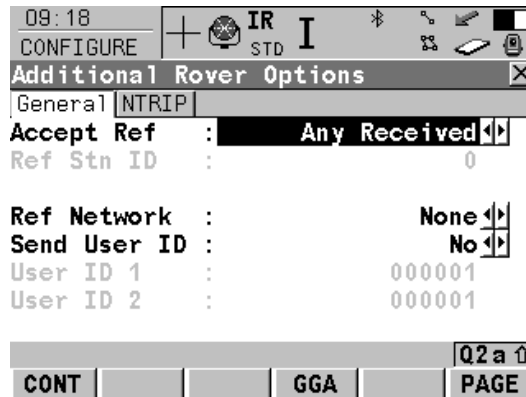 09:18
IR
CONFIGURE
STD
I
Additional Rover Options
General NTRIP
Accept Ref : Any Received
Ref Stn ID : 0
Ref Network : None
Send User ID : No
User ID 1 : 000001
User ID 2 : 000001
Q2a
CONT GGA PAGE